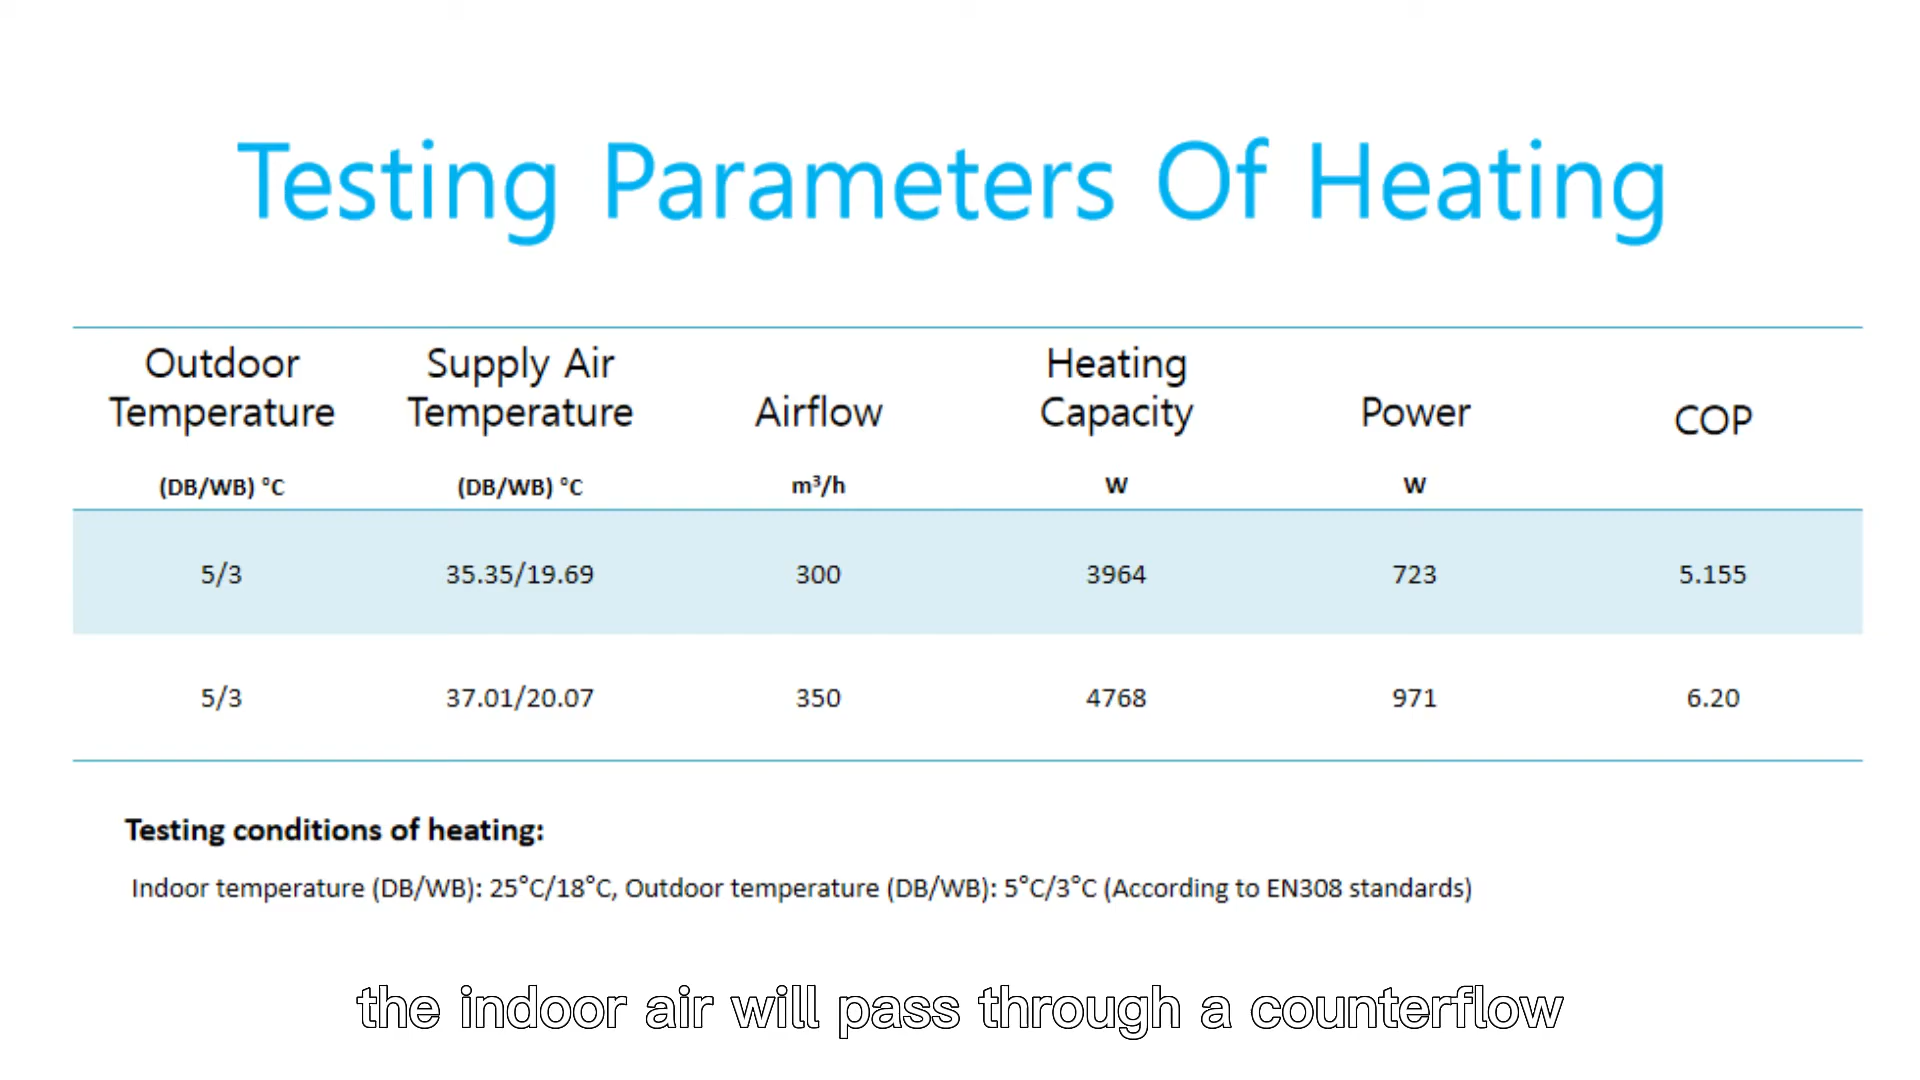 Testing Parameters Of Heating
Outdoor Temperature
Supply Air Temperature
Airflow
Heating Capacity
Power
COP
(DB/WB) °C
(DB/WB) °C
m³/h
W
W
5/3
35.35/19.69
300
3964
723
5.155
5/3
37.01/20.07
350
4768
971
6.20
Testing conditions of heating:
Indoor temperature (DB/WB): 25°C/18°C, Outdoor temperature (DB/WB): 5°C/3°C (According to EN308 standards)
the indoor air will pass through a counterflow